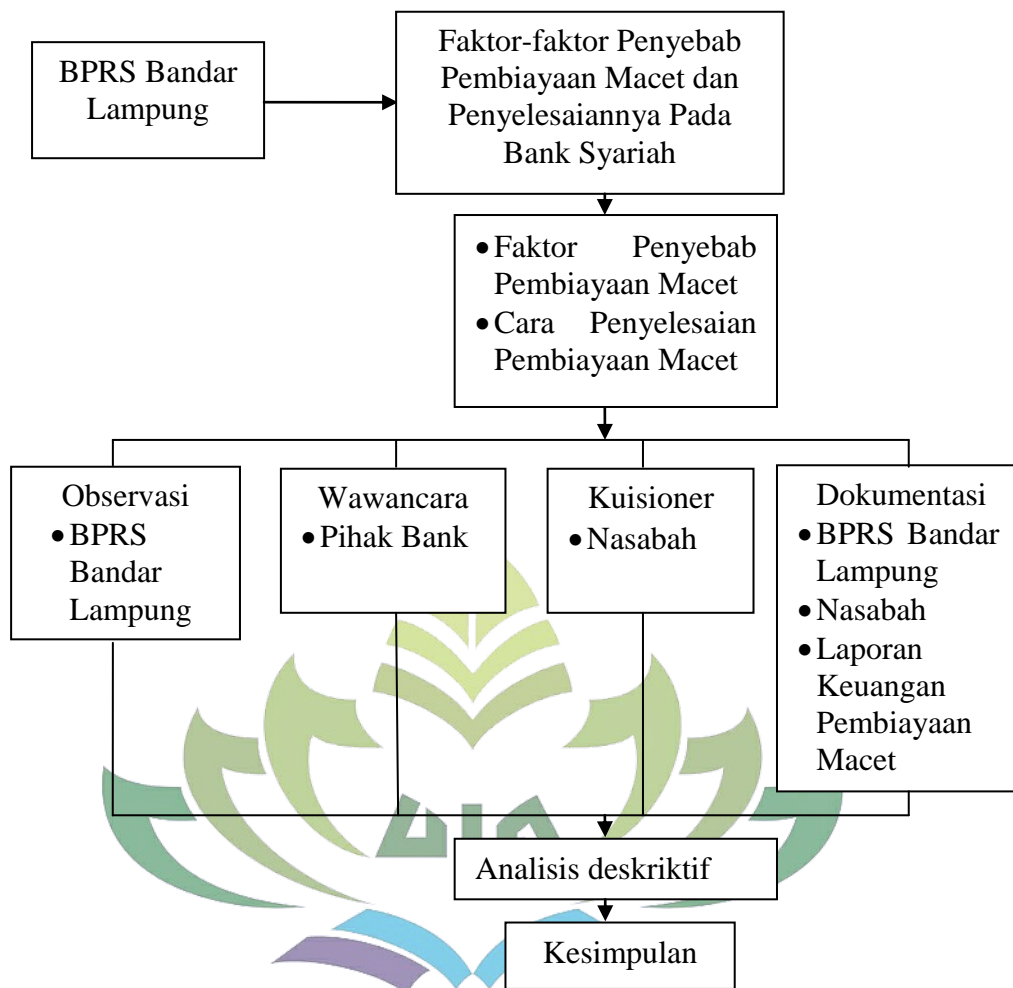 BPRS Bandar
Lampung
Faktor-faktor Penyebab
Pembiayaan Macet dan
Penyelesaiannya Pada
Bank Syariah
•Faktor Penyebab
Pembiayaan Macet
•Cara Penyelesaian
Pembiayaan Macet
Observasi
•BPRS
Bandar
Lampung
Wawancara
•Pihak Bank
Kuisioner
•Nasabah
Dokumentasi
•BPRS Bandar
Lampung
•Nasabah
•Laporan
Keuangan
Pembiayaan
Macet
Analisis deskriptif
Kesimpulan